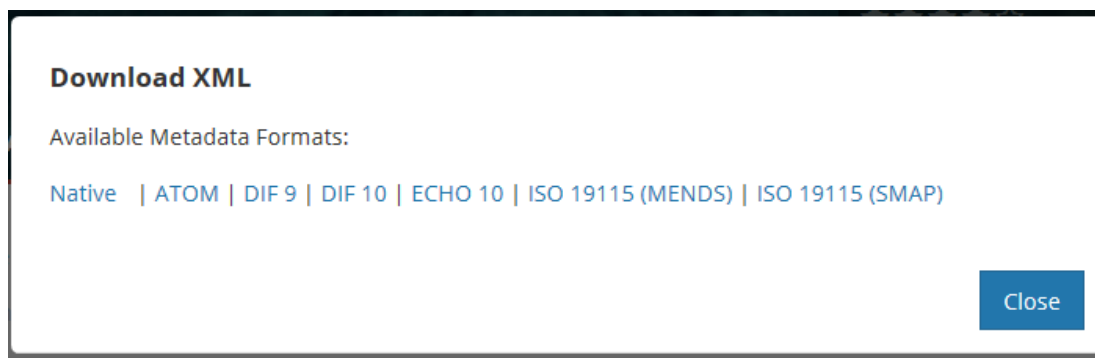 Download XML
Available Metadada Formats:
Native | ATOM | DIF 9 | DIF 10 | ECHO 10 | ISO 19115 (MENDS) | ISO 19115 (SMAP)
Close